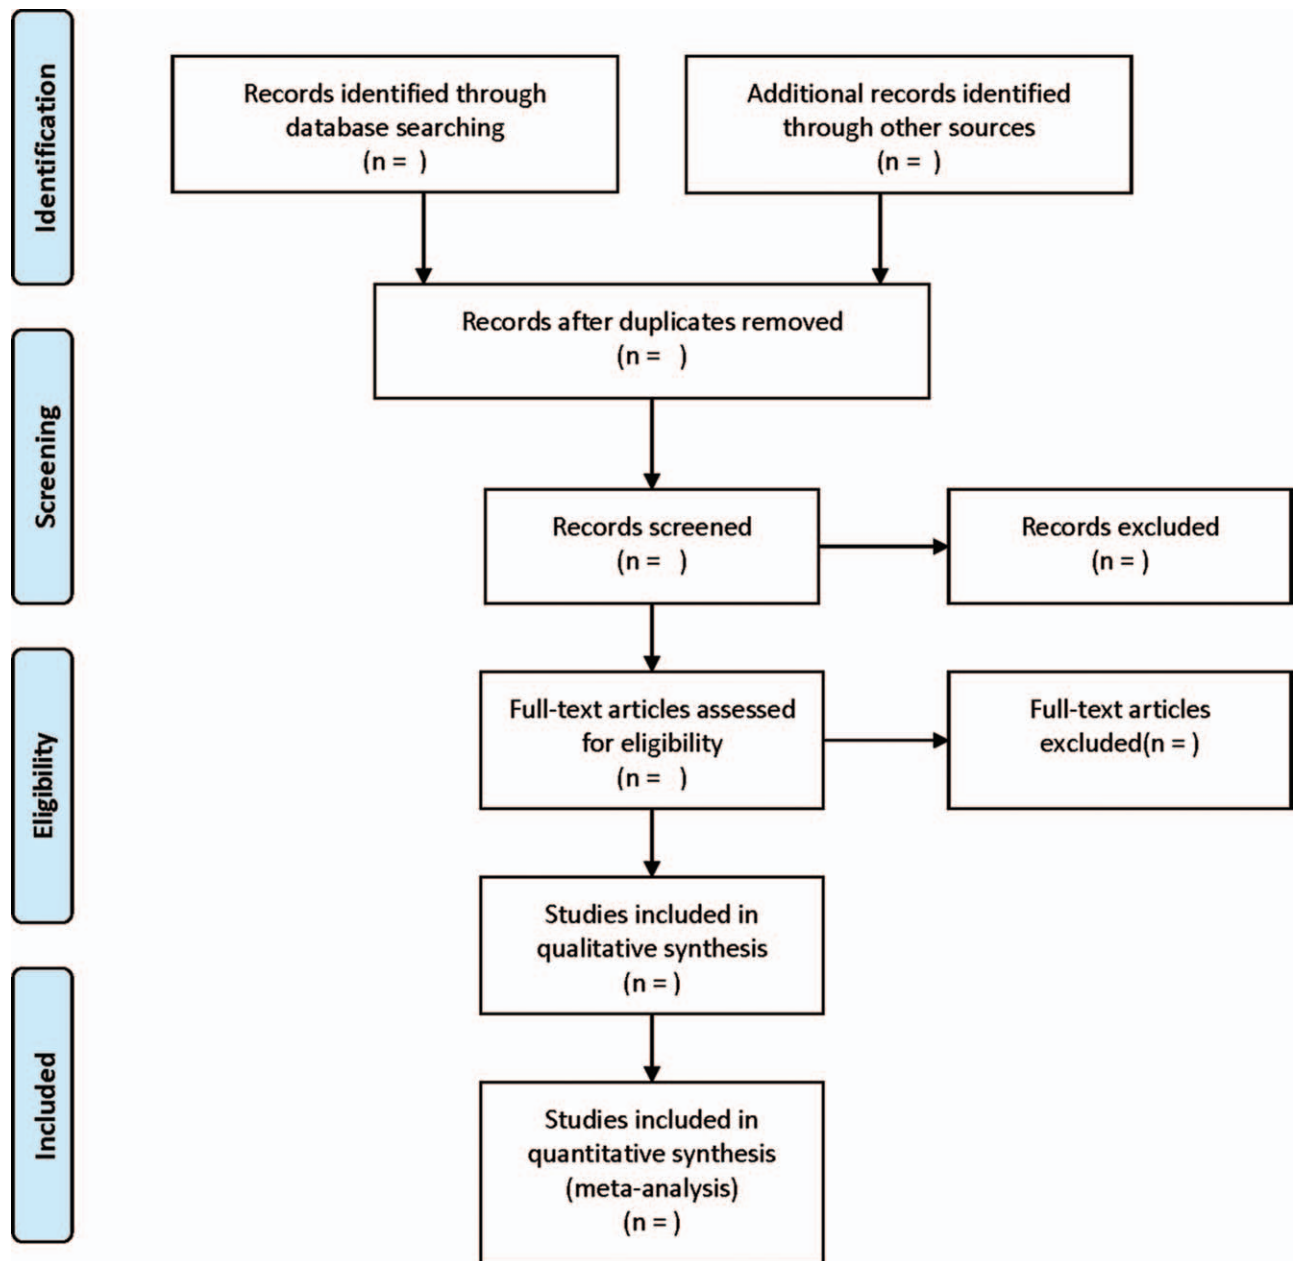 Identification
Records identified through
database searching
(n =  )
Additional records identified
through other sources
(n =  )
Records after duplicates removed
(n =  )
Screening
Records screened
(n =  )
Records excluded
(n = )
Eligibility
Full-text articles assessed
for eligibility
(n =  )
Full-text articles
excluded(n = )
Studies included in
qualitative synthesis
(n = )
Included
Studies included in
quantitative synthesis
(meta-analysis)
(n = )